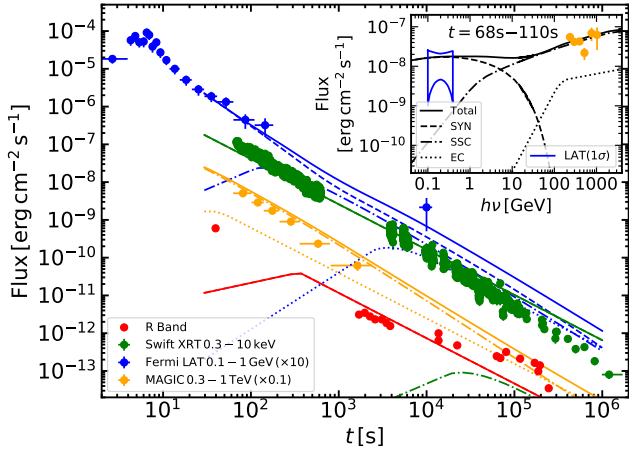 t = 68s−110s
Flux
[erg cm⁻² s⁻¹]
10⁻⁷
10⁻⁸
10⁻⁹
10⁻¹⁰
Total
SYN
SSC
EC
LAT(1σ)
0.1 10 1000
hν [GeV]
Flux [erg cm⁻² s⁻¹]
10⁻⁴
10⁻⁵
10⁻⁶
10⁻⁷
10⁻⁸
10⁻⁹
10⁻¹⁰
10⁻¹¹
10⁻¹²
10⁻¹³
R Band
Swift XRT 0.3 − 10 keV
Fermi LAT 0.1 − 1 GeV (×10)
MAGIC 0.3 − 1 TeV (×0.1)
10¹ 10² 10³ 10⁴ 10⁵ 10⁶
t [s]